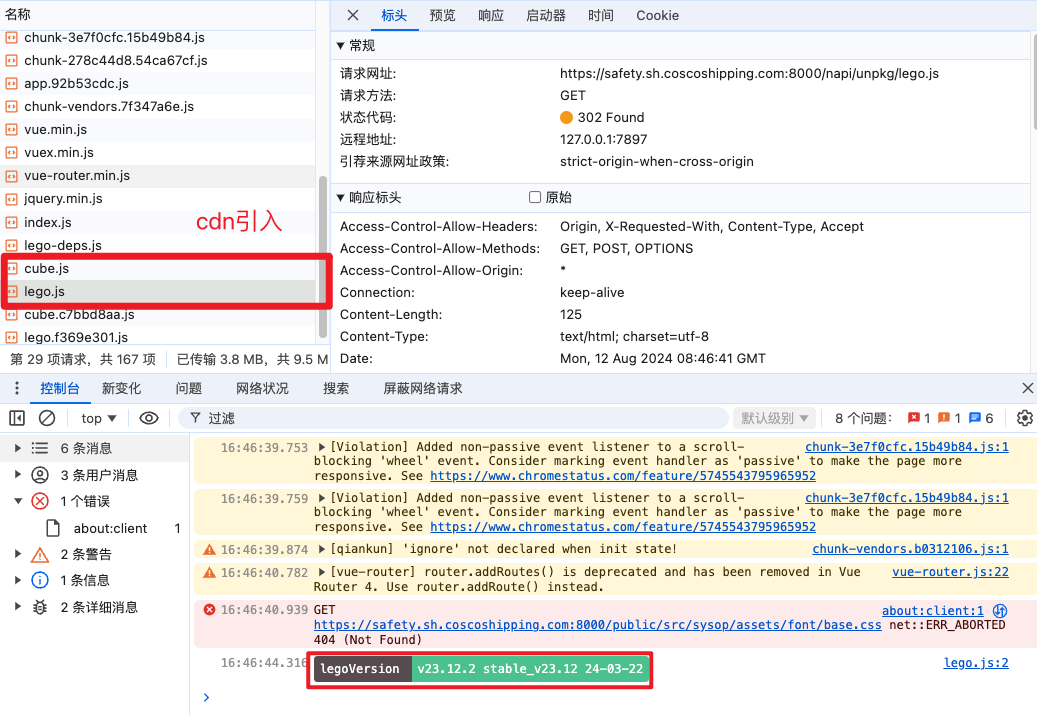 名称
chunk-3e7f0cfc.15b49b84.js
chunk-278c44d8.54ca67cf.js
app.92b53cdc.js
chunk-vendors.7f347a6e.js
vue.min.js
vuex.min.js
vue-router.min.js
jquery.min.js
index.js
cdn引入
lego-deps.js
cube.js
lego.js
cube.c7bbd8aa.js
lego.f369e301.js
第 29 项请求，共 167 项
已传输 3.8 MB，共 9.5 M
标头 预览 响应 启动器 时间 Cookie
常规
请求网址: https://safety.sh.coscoshipping.com:8000/napi/unpkg/lego.js
请求方法: GET
状态代码: 302 Found
远程地址: 127.0.0.1:7897
引荐来源网址政策: strict-origin-when-cross-origin
响应标头 原始
Access-Control-Allow-Headers: Origin, X-Requested-With, Content-Type, Accept
Access-Control-Allow-Methods: GET, POST, OPTIONS
Access-Control-Allow-Origin: *
Connection: keep-alive
Content-Length: 125
Content-Type: text/html; charset=utf-8
Date: Mon, 12 Aug 2024 08:46:41 GMT
控制台 新变化 问题 网络状况 搜索 屏蔽网络请求
top 过滤 默认级别 8 个问题: 1 1 6
6 条消息
3 条用户消息
1 个错误
about:client 1
2 条警告
1 条信息
2 条详细消息
16:46:39.753 [Violation] Added non-passive event listener to a scroll- chunk-3e7f0cfc.15b49b84.js:1
blocking 'wheel' event. Consider marking event handler as 'passive' to make the page more
responsive. See https://www.chromestatus.com/feature/5745543795965952
16:46:39.759 [Violation] Added non-passive event listener to a scroll- chunk-3e7f0cfc.15b49b84.js:1
blocking 'wheel' event. Consider marking event handler as 'passive' to make the page more
responsive. See https://www.chromestatus.com/feature/5745543795965952
16:46:39.874 [qiankun] 'ignore' not declared when init state! chunk-vendors.b0312106.js:1
16:46:40.782 [vue-router] router.addRoutes() is deprecated and has been removed in Vue vue-router.js:22
Router 4. Use router.addRoute() instead.
16:46:40.939 GET about:client:1
https://safety.sh.coscoshipping.com:8000/public/src/sysop/assets/font/base.css net::ERR_ABORTED
404 (Not Found)
16:46:44.316 legoVersion v23.12.2 stable_v23.12 24-03-22 lego.js:2